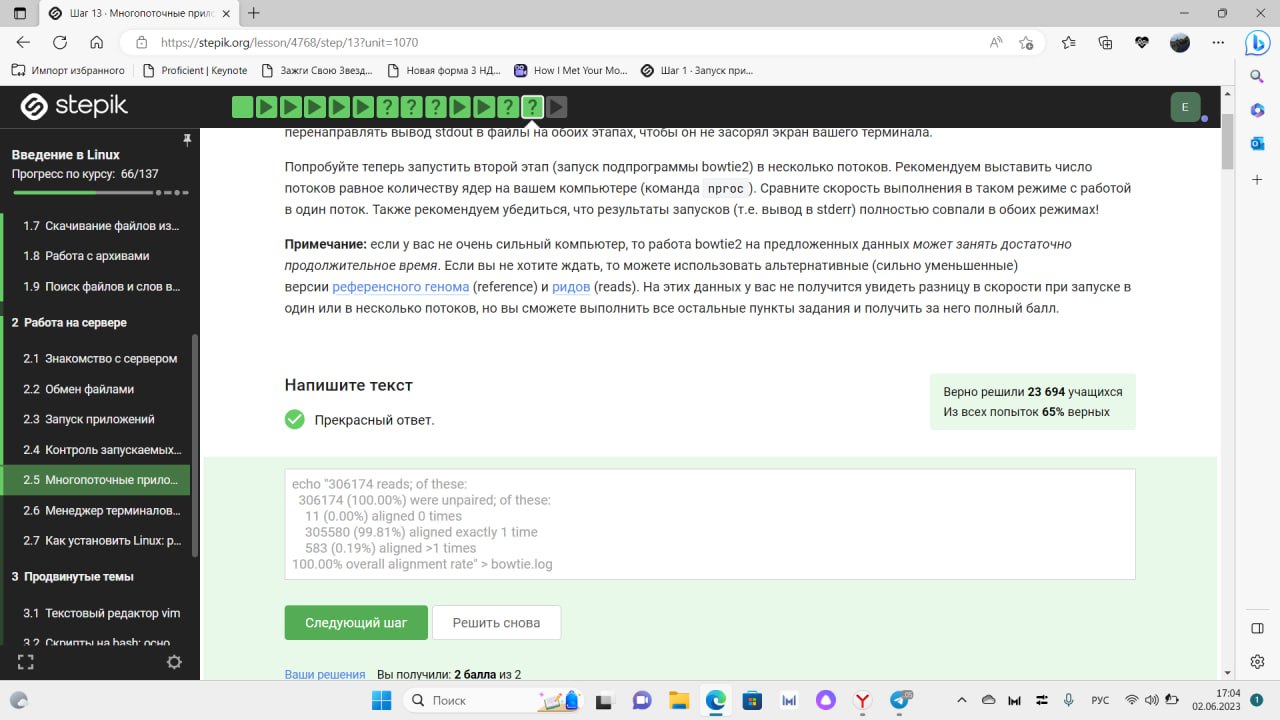 Шаг 13 · Многопоточные прило
https://stepik.org/lesson/4768/step/13?unit=1070
Импорт избранного
Proficient | Keynote
Зажги Свою Звезд...
Новая форма 3 НД...
How I Met Your Mo...
Шаг 1 · Запуск при...
stepik
E
Введение в Linux
Прогресс по курсу: 66/137
1.7 Скачивание файлов из...
1.8 Работа с архивами
1.9 Поиск файлов и слов в...
2 Работа на сервере
2.1 Знакомство с сервером
2.2 Обмен файлами
2.3 Запуск приложений
2.4 Контроль запускаемых...
2.5 Многопоточные прило...
2.6 Менеджер терминалов...
2.7 Как установить Linux: р...
3 Продвинутые темы
3.1 Текстовый редактор vim
3.2 Скрипты на bash: осно
перенаправлять вывод stdout в файлы на обоих этапах, чтобы он не засорял экран вашего терминала.
Попробуйте теперь запустить второй этап (запуск подпрограммы bowtie2) в несколько потоков. Рекомендуем выставить число
потоков равное количеству ядер на вашем компьютере (команда nproc). Сравните скорость выполнения в таком режиме с работой
в один поток. Также рекомендуем убедиться, что результаты запусков (т.е. вывод в stderr) полностью совпали в обоих режимах!
Примечание: если у вас не очень сильный компьютер, то работа bowtie2 на предложенных данных может занять достаточно
продолжительное время. Если вы не хотите ждать, то можете использовать альтернативные (сильно уменьшенные)
версии референсного генома (reference) и ридов (reads). На этих данных у вас не получится увидеть разницу в скорости при запуске в
один или в несколько потоков, но вы сможете выполнить все остальные пункты задания и получить за него полный балл.
Напишите текст
Прекрасный ответ.
Верно решили 23 694 учащихся
Из всех попыток 65% верных
echo "306174 reads; of these:
306174 (100.00%) were unpaired; of these:
11 (0.00%) aligned 0 times
305580 (99.81%) aligned exactly 1 time
583 (0.19%) aligned >1 times
100.00% overall alignment rate" > bowtie.log
Следующий шаг
Решить снова
Ваши решения Вы получили: 2 балла из 2
Поиск
РУС
17:04
02.06.2023
1